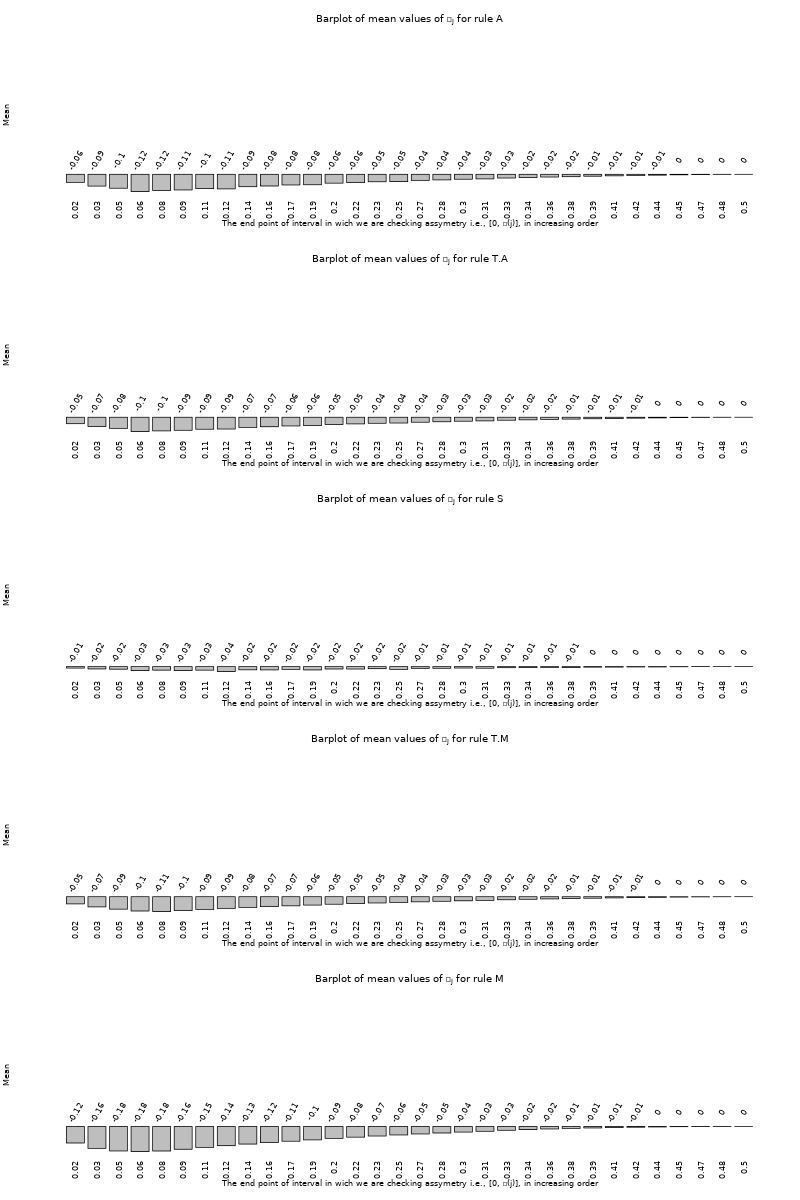 Barplot of mean values of □j for rule A
Mean
-0.06 -0.09 -0.1 -0.12 -0.12 -0.11 -0.1 -0.11 -0.09 -0.08 -0.08 -0.08 -0.06 -0.06 -0.05 -0.05 -0.04 -0.04 -0.04 -0.03 -0.03 -0.02 -0.02 -0.02 -0.01 -0.01 -0.01 -0.01 0 0 0 0
0.02 0.03 0.05 0.06 0.08 0.09 0.11 0.12 0.14 0.16 0.17 0.19 0.2 0.22 0.23 0.25 0.27 0.28 0.3 0.31 0.33 0.34 0.36 0.38 0.39 0.41 0.42 0.44 0.45 0.47 0.48 0.5
The end point of interval in wich we are checking assymetry i.e., [0, □(j)], in increasing order
Barplot of mean values of □j for rule T.A
Mean
-0.05 -0.07 -0.08 -0.1 -0.1 -0.09 -0.09 -0.09 -0.07 -0.07 -0.06 -0.06 -0.05 -0.05 -0.04 -0.04 -0.04 -0.03 -0.03 -0.03 -0.02 -0.02 -0.02 -0.01 -0.01 -0.01 -0.01 0 0 0 0 0
0.02 0.03 0.05 0.06 0.08 0.09 0.11 0.12 0.14 0.16 0.17 0.19 0.2 0.22 0.23 0.25 0.27 0.28 0.3 0.31 0.33 0.34 0.36 0.38 0.39 0.41 0.42 0.44 0.45 0.47 0.48 0.5
The end point of interval in wich we are checking assymetry i.e., [0, □(j)], in increasing order
Barplot of mean values of □j for rule S
Mean
-0.01 -0.02 -0.02 -0.03 -0.03 -0.03 -0.03 -0.04 -0.02 -0.02 -0.02 -0.02 -0.02 -0.02 -0.02 -0.02 -0.01 -0.01 -0.01 -0.01 -0.01 -0.01 -0.01 -0.01 0 0 0 0 0 0 0 0
0.02 0.03 0.05 0.06 0.08 0.09 0.11 0.12 0.14 0.16 0.17 0.19 0.2 0.22 0.23 0.25 0.27 0.28 0.3 0.31 0.33 0.34 0.36 0.38 0.39 0.41 0.42 0.44 0.45 0.47 0.48 0.5
The end point of interval in wich we are checking assymetry i.e., [0, □(j)], in increasing order
Barplot of mean values of □j for rule T.M
Mean
-0.05 -0.07 -0.09 -0.1 -0.11 -0.1 -0.09 -0.09 -0.08 -0.07 -0.07 -0.06 -0.05 -0.05 -0.05 -0.04 -0.04 -0.03 -0.03 -0.03 -0.02 -0.02 -0.02 -0.01 -0.01 -0.01 -0.01 0 0 0 0 0
0.02 0.03 0.05 0.06 0.08 0.09 0.11 0.12 0.14 0.16 0.17 0.19 0.2 0.22 0.23 0.25 0.27 0.28 0.3 0.31 0.33 0.34 0.36 0.38 0.39 0.41 0.42 0.44 0.45 0.47 0.48 0.5
The end point of interval in wich we are checking assymetry i.e., [0, □(j)], in increasing order
Barplot of mean values of □j for rule M
Mean
-0.12 -0.16 -0.18 -0.18 -0.18 -0.16 -0.15 -0.14 -0.13 -0.12 -0.11 -0.1 -0.09 -0.08 -0.07 -0.06 -0.05 -0.05 -0.04 -0.03 -0.03 -0.02 -0.02 -0.01 -0.01 -0.01 -0.01 0 0 0 0 0
0.02 0.03 0.05 0.06 0.08 0.09 0.11 0.12 0.14 0.16 0.17 0.19 0.2 0.22 0.23 0.25 0.27 0.28 0.3 0.31 0.33 0.34 0.36 0.38 0.39 0.41 0.42 0.44 0.45 0.47 0.48 0.5
The end point of interval in wich we are checking assymetry i.e., [0, □(j)], in increasing order